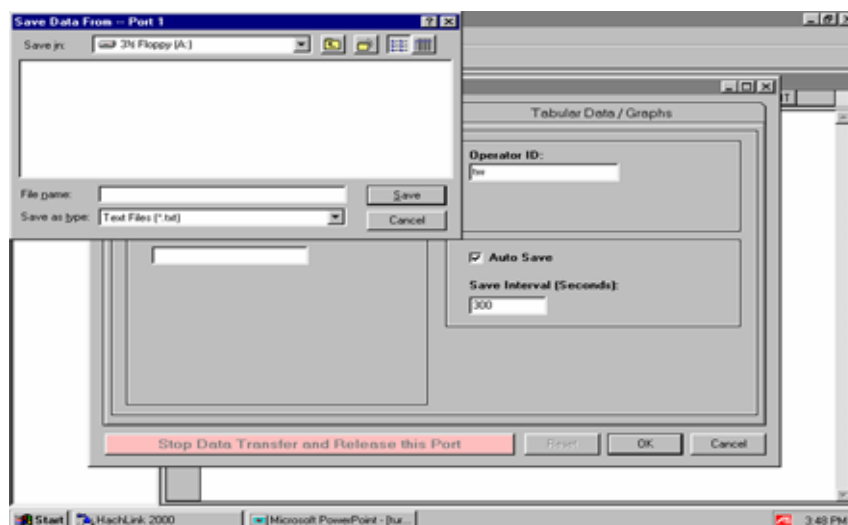 Save Data From -- Port 1
Save in:
3½ Floppy (A:)
File name:
Save
Save as type:
Text Files (*.txt)
Cancel
Tabular Data / Graphs
Operator ID:
tw
Auto Save
Save Interval (Seconds):
300
Stop Data Transfer and Release this Port
Reset
OK
Cancel
Start
HachLink 2000
Microsoft PowerPoint - [tur...
3:48 PM